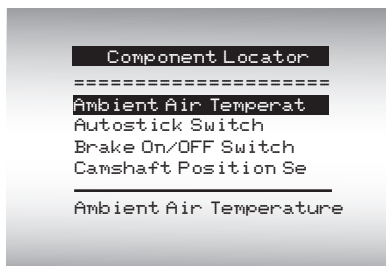 Component Locator
=====================
Ambient Air Temperat
Autostick Switch
Brake On/OFF Switch
Camshaft Position Se
Ambient Air Temperature